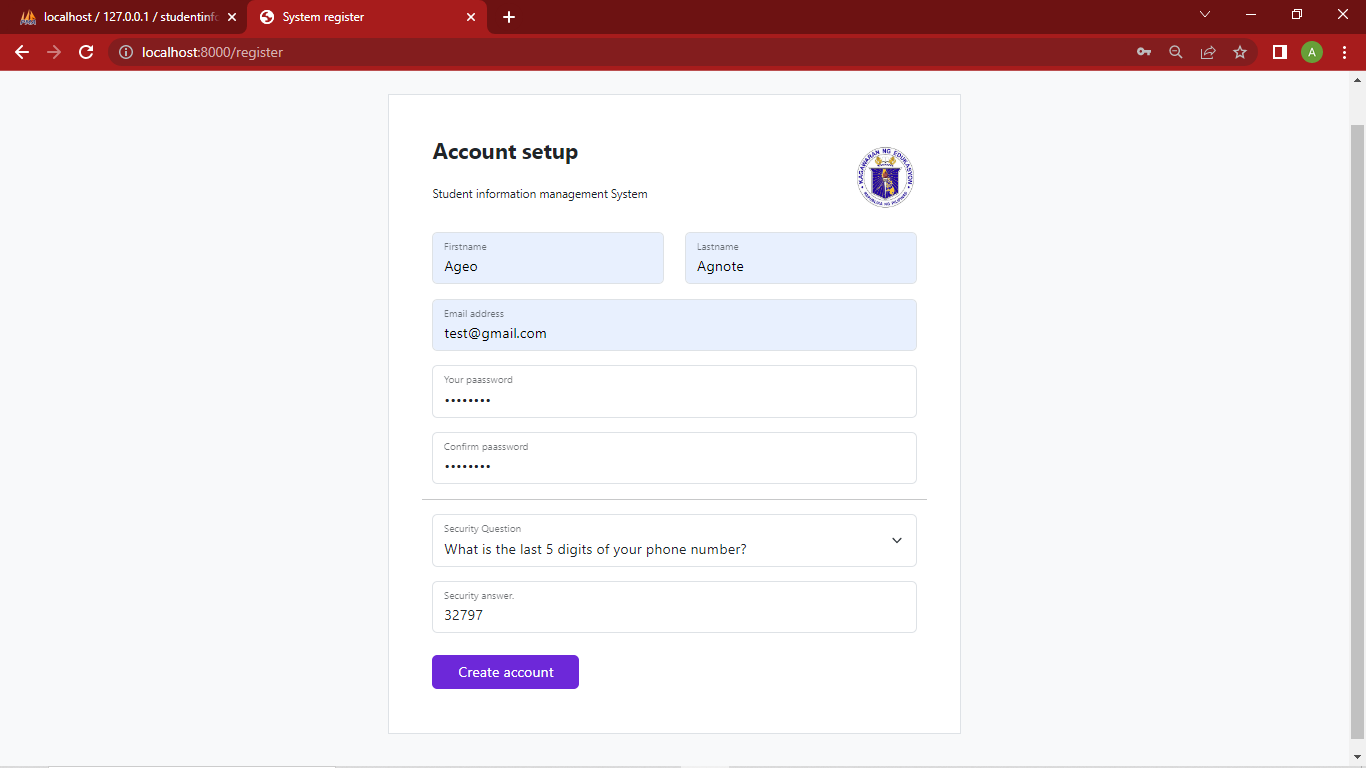 localhost / 127.0.0.1 / studentinfo
System register
localhost:8000/register
A
Account setup
KAGAWARAN NG EDUKASYON
REPUBLIKA NG PILIPINAS
Student information management System
Firstname
Ageo
Lastname
Agnote
Email address
test@gmail.com
Your paassword
••••••••
Confirm paassword
••••••••
Security Question
What is the last 5 digits of your phone number?
Security answer.
32797
Create account